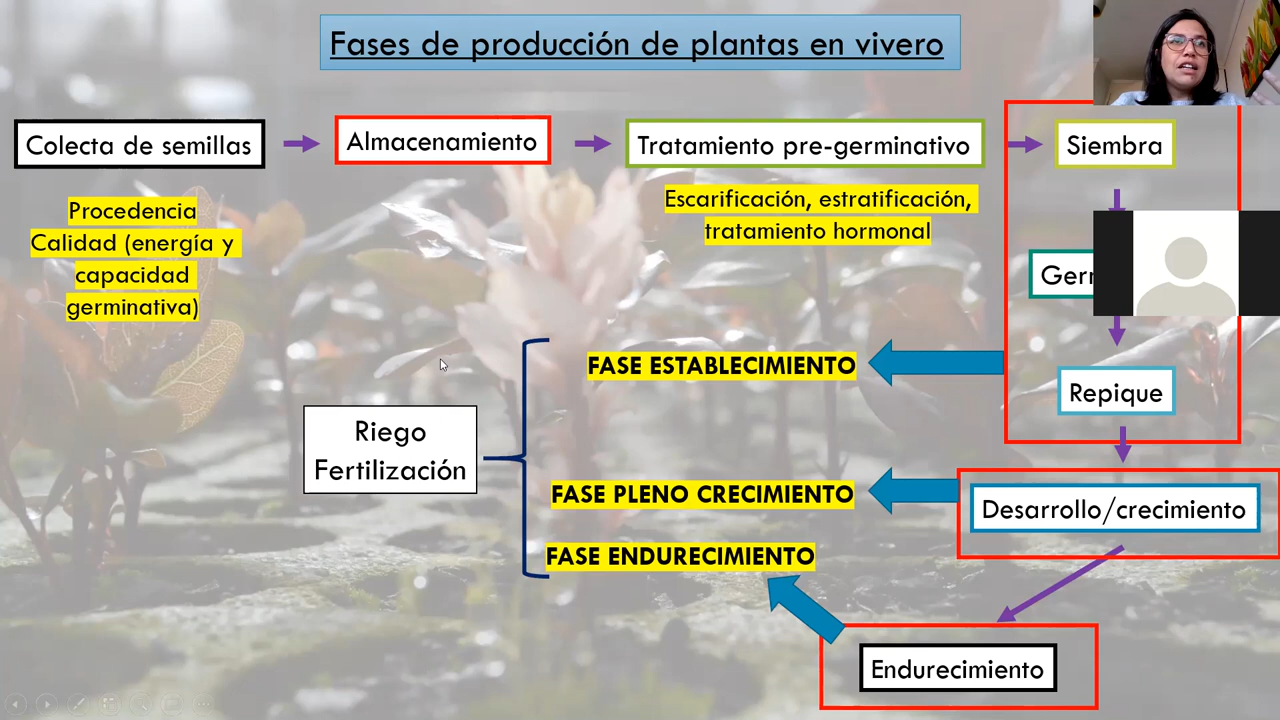 Fases de producción de plantas en vivero
Colecta de semillas
Almacenamiento
Tratamiento pre-germinativo
Siembra
Procedencia
Calidad (energía y
capacidad
germinativa)
Escarificación, estratificación,
tratamiento hormonal
FASE ESTABLECIMIENTO
Repique
Riego
Fertilización
FASE PLENO CRECIMIENTO
Desarrollo/crecimiento
FASE ENDURECIMIENTO
Endurecimiento